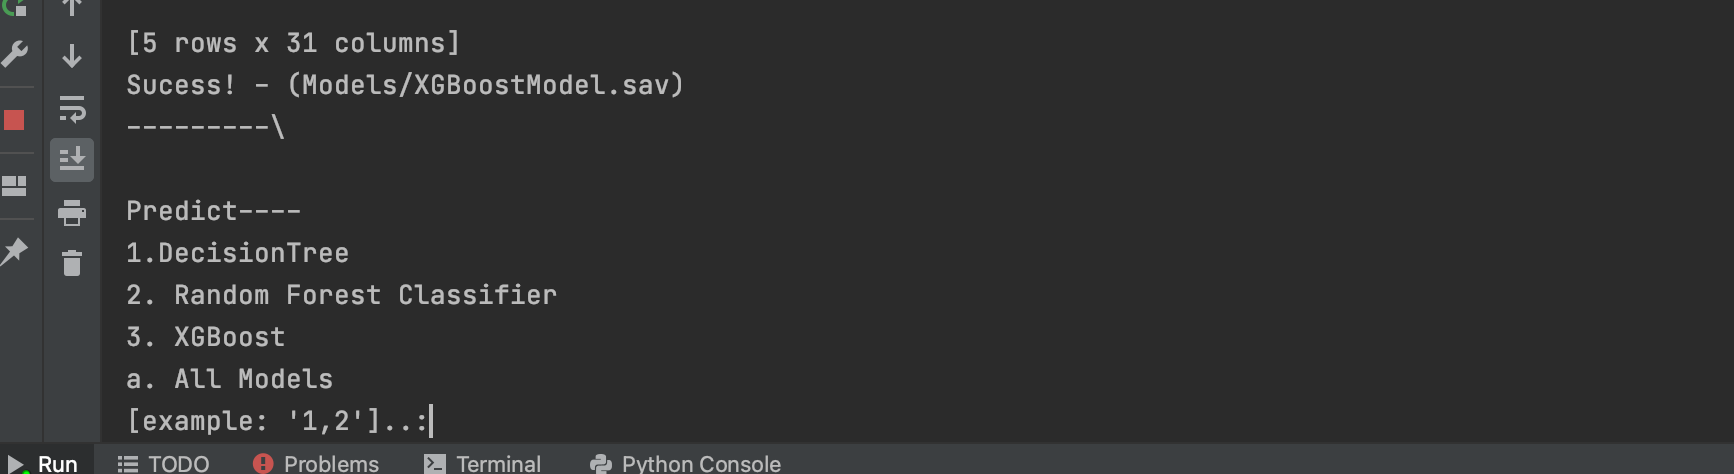 [5 rows x 31 columns]
Sucess! - (Models/XGBoostModel.sav)
---------\
Predict----
1.DecisionTree
2. Random Forest Classifier
3. XGBoost
a. All Models
[example: '1,2']..:
Run TODO Problems Terminal Python Console